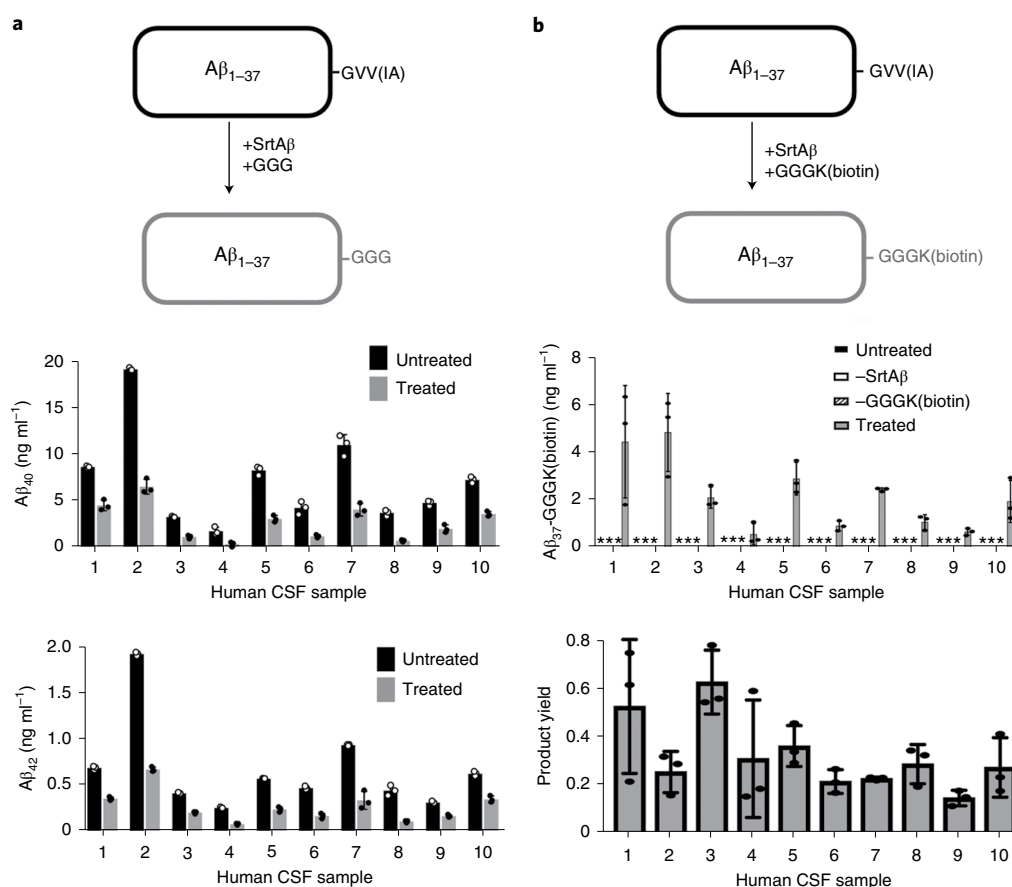 a
Aβ1–37
GVV(IA)
+SrtAβ
+GGG
Aβ1–37
GGG
20
15
10
5
0
Aβ40 (ng ml−1)
Untreated
Treated
1 2 3 4 5 6 7 8 9 10
Human CSF sample
2.0
1.5
1.0
0.5
0
Aβ42 (ng ml−1)
Untreated
Treated
1 2 3 4 5 6 7 8 9 10
Human CSF sample
b
Aβ1–37
GVV(IA)
+SrtAβ
+GGGK(biotin)
Aβ1–37
GGGK(biotin)
8
6
4
2
0
Aβ37-GGGK(biotin) (ng ml−1)
Untreated
–SrtAβ
–GGGK(biotin)
Treated
*** *** *** *** *** *** *** *** *** ***
1 2 3 4 5 6 7 8 9 10
Human CSF sample
0.8
0.6
0.4
0.2
0
Product yield
1 2 3 4 5 6 7 8 9 10
Human CSF sample